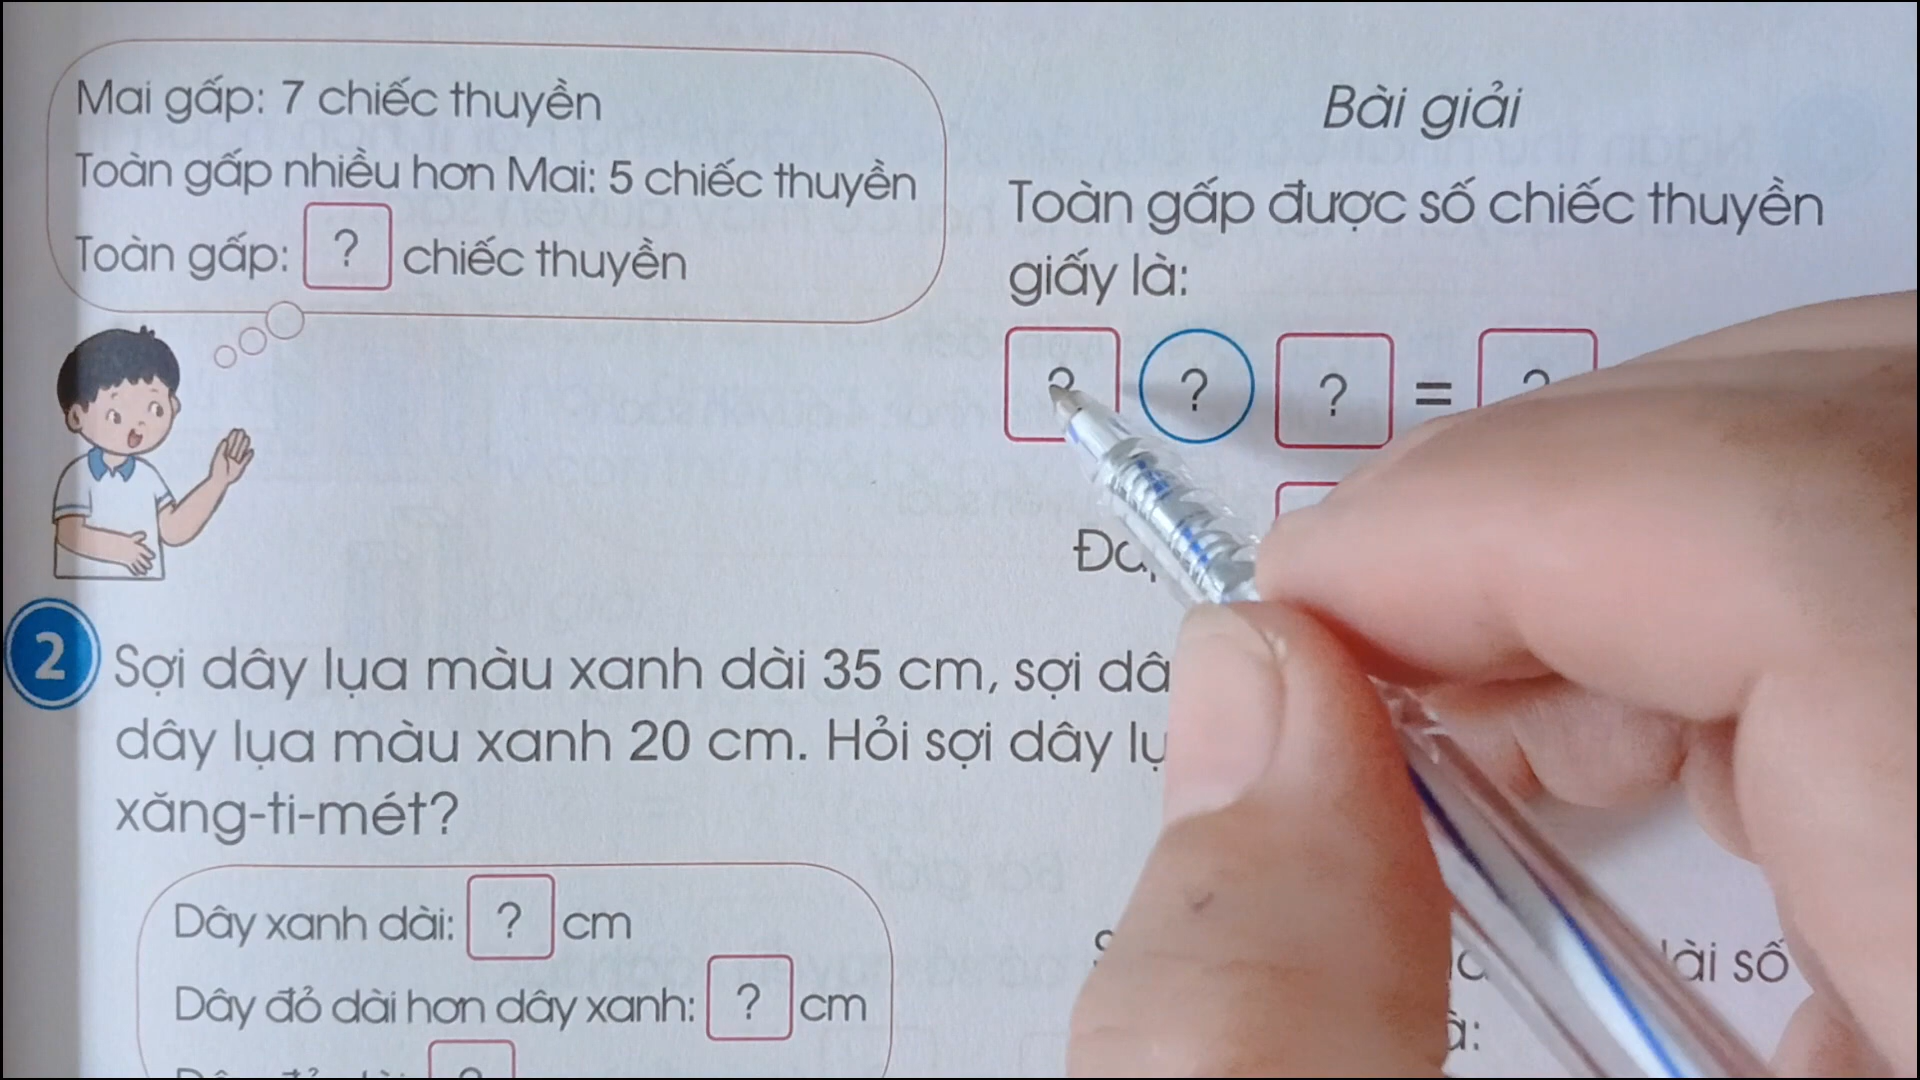 Mai gấp: 7 chiếc thuyền
Toàn gấp nhiều hơn Mai: 5 chiếc thuyền
Toàn gấp: ? chiếc thuyền
Bài giải
Toàn gấp được số chiếc thuyền
giấy là:
? ? ? = ?
2 Sợi dây lụa màu xanh dài 35 cm, sợi
dây lụa màu xanh 20 cm. Hỏi sợi dây
xăng-ti-mét?
Dây xanh dài: ? cm
Dây đỏ dài hơn dây xanh: ? cm
số